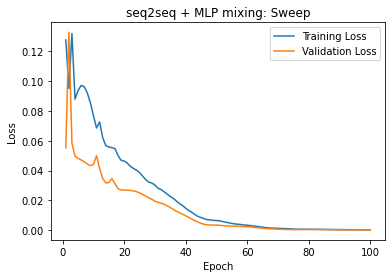 seq2seq + MLP mixing: Sweep
Training Loss
Validation Loss
Loss
0.12
0.10
0.08
0.06
0.04
0.02
0.00
0 20 40 60 80 100
Epoch